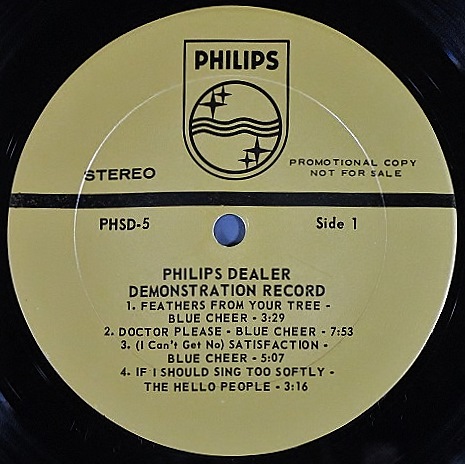 PHILIPS
STEREO
PROMOTIONAL COPY
NOT FOR SALE
PHSD-5
Side 1
PHILIPS DEALER
DEMONSTRATION RECORD
1. FEATHERS FROM YOUR TREE -
BLUE CHEER - 3:29
2. DOCTOR PLEASE - BLUE CHEER - 7:53
3. (I Can't Get No) SATISFACTION -
BLUE CHEER - 5:07
4. IF I SHOULD SING TOO SOFTLY -
THE HELLO PEOPLE - 3:16